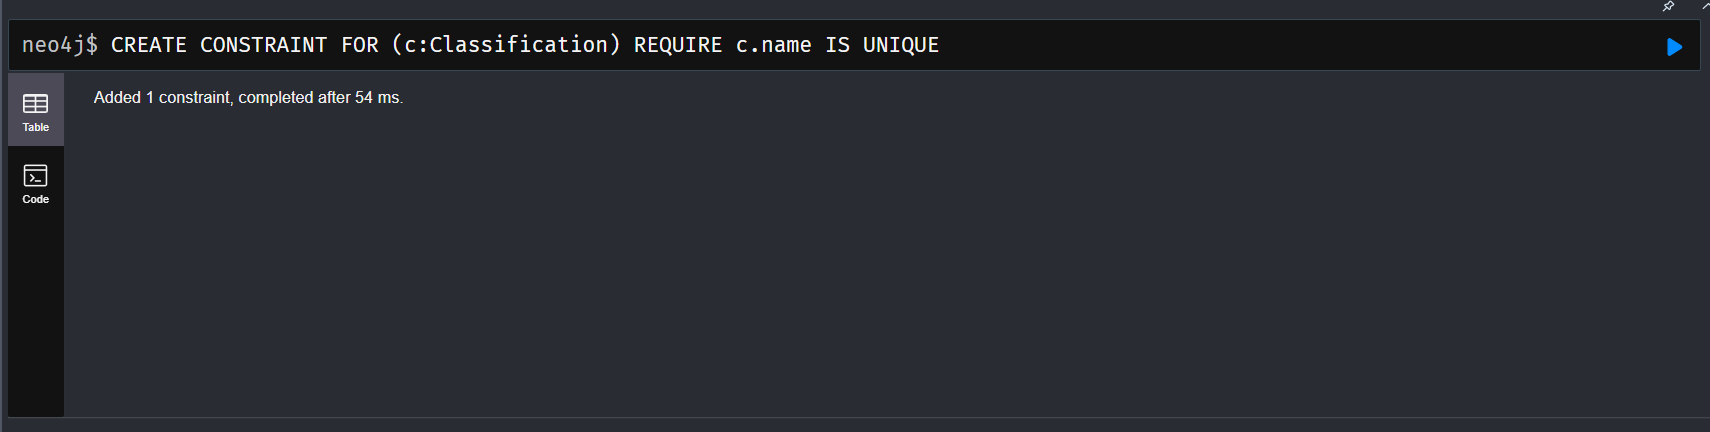 neo4j$ CREATE CONSTRAINT FOR (c:Classification) REQUIRE c.name IS UNIQUE
Added 1 constraint, completed after 54 ms.
Table
Code